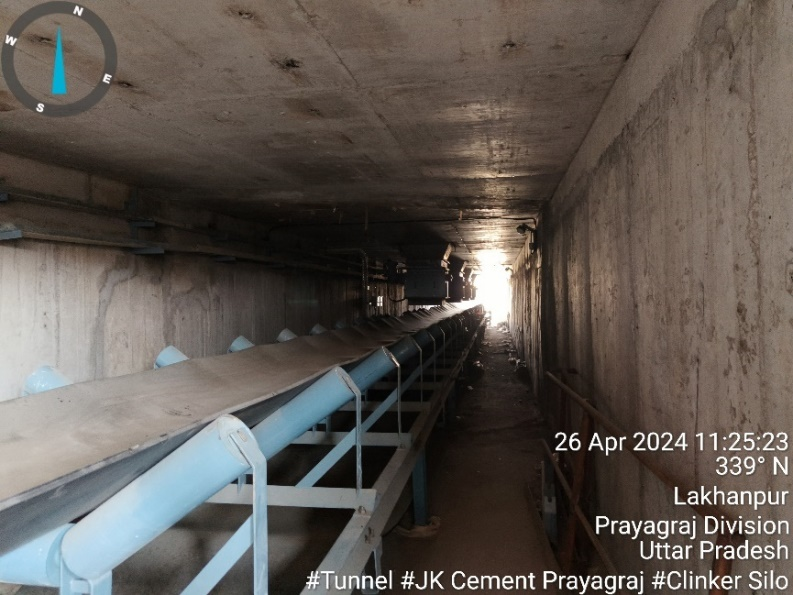 N
W
E
S
26 Apr 2024 11:25:23
339° N
Lakhanpur
Prayagraj Division
Uttar Pradesh
#Tunnel #JK Cement Prayagraj #Clinker Silo